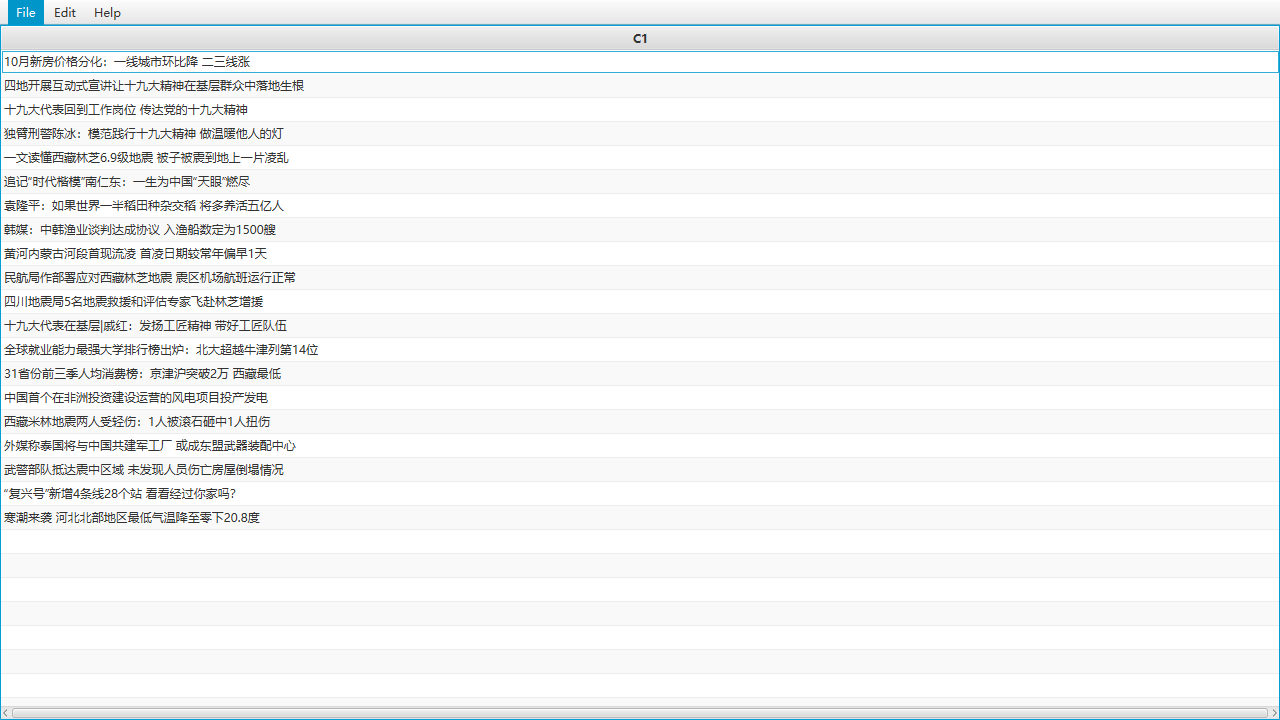 File Edit Help
C1
10月新房价格分化：一线城市环比降 二三线涨
四地开展互动式宣讲让十九大精神在基层群众中落地生根
十九大代表回到工作岗位 传达党的十九大精神
独臂刑警陈冰：模范践行十九大精神 做温暖他人的灯
一文读懂西藏林芝6.9级地震 被子被震到地上一片凌乱
追记“时代楷模”南仁东：一生为中国“天眼”燃尽
袁隆平：如果世界一半稻田种杂交稻 将多养活五亿人
韩媒：中韩渔业谈判达成协议 入渔船数定为1500艘
黄河内蒙古河段首现流凌 首凌日期较常年偏早1天
民航局作部署应对西藏林芝地震 震区机场航班运行正常
四川地震局5名地震救援和评估专家飞赴林芝增援
十九大代表在基层|戚红：发扬工匠精神 带好工匠队伍
全球就业能力最强大学排行榜出炉：北大超越牛津列第14位
31省份前三季人均消费榜：京津沪突破2万 西藏最低
中国首个在非洲投资建设运营的风电项目投产发电
西藏米林地震两人受轻伤：1人被滚石砸中1人扭伤
外媒称泰国将与中国共建军工厂 或成东盟武器装配中心
武警部队抵达震中区域 未发现人员伤亡房屋倒塌情况
“复兴号”新增4条线28个站 看看经过你家吗？
寒潮来袭 河北北部地区最低气温降至零下20.8度